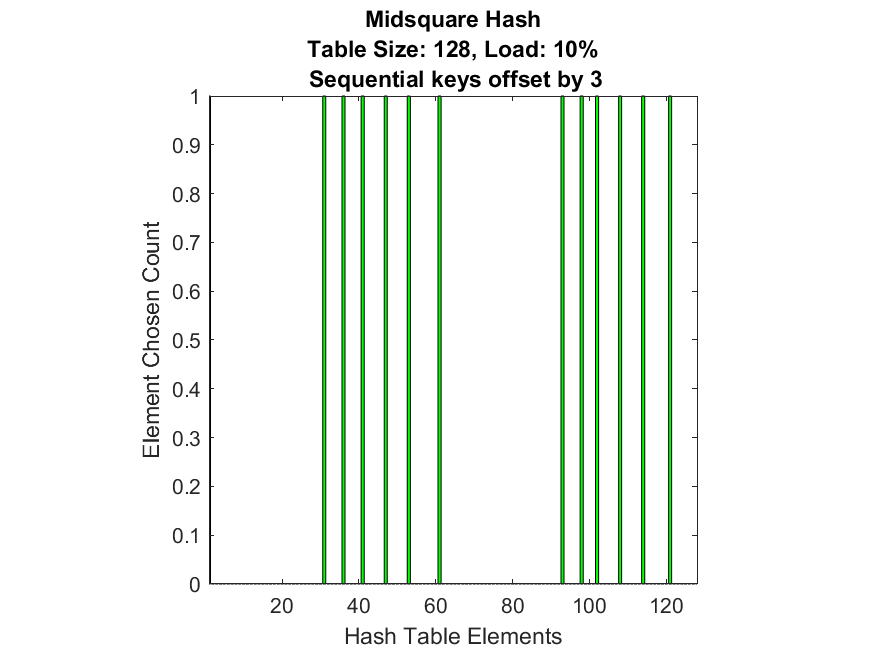 Midsquare Hash
Table Size: 128, Load: 10%
Sequential keys offset by 3
1
0.9
0.8
0.7
0.6
0.5
0.4
0.3
0.2
0.1
0
Element Chosen Count
20 40 60 80 100 120
Hash Table Elements